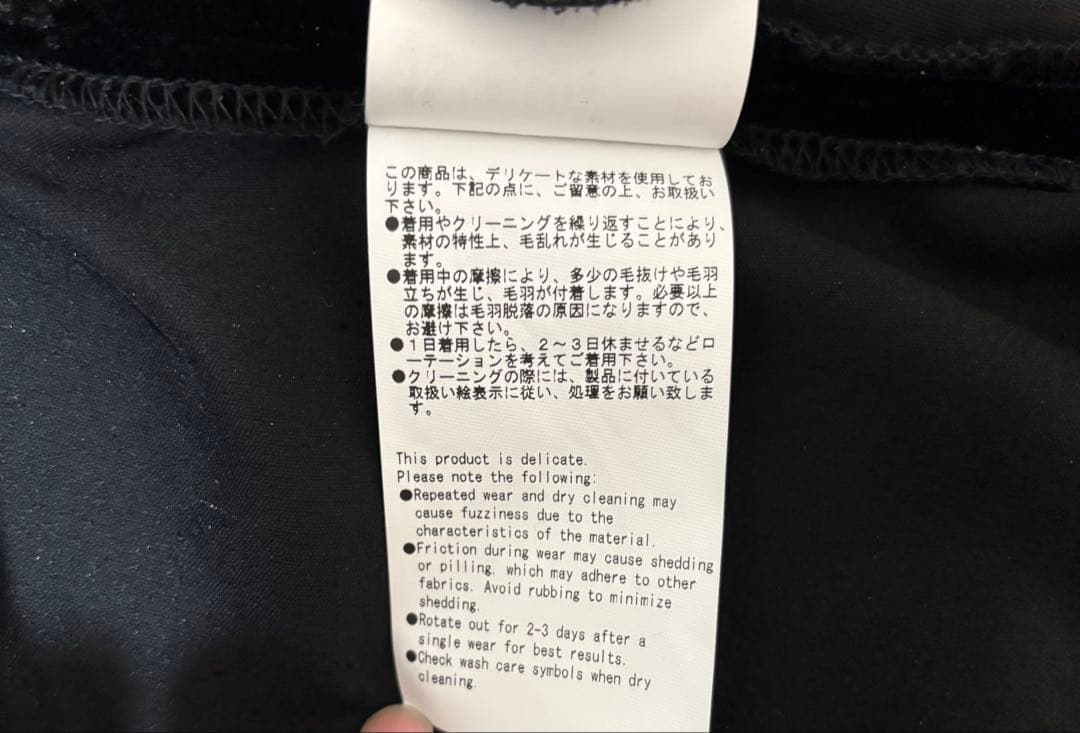 この商品は、デリケートな素材を使用してお
ります。下記の点に、ご留意の上、お取扱い
下さい。
●着用やクリーニングを繰り返すことにより、
素材の特性上、毛乱れが生じることがあり
ます。
●着用中の摩擦により、多少の毛抜けや毛羽
立ちが生じ、毛羽が付着します。必要以上
の摩擦は毛羽脱落の原因になりますので、
お避け下さい。
●１日着用したら、２～３日休ませるなどロ
ーテーションを考えてご着用下さい。
●クリーニングの際には、製品に付いている
取扱い絵表示に従い、処理をお願い致しま
す。
This product is delicate.
Please note the following:
●Repeated wear and dry cleaning may
cause fuzziness due to the
characteristics of the material.
●Friction during wear may cause shedding
or pilling, which may adhere to other
fabrics. Avoid rubbing to minimize
shedding.
●Rotate out for 2-3 days after a
single wear for best results.
●Check wash care symbols when dry
cleaning.